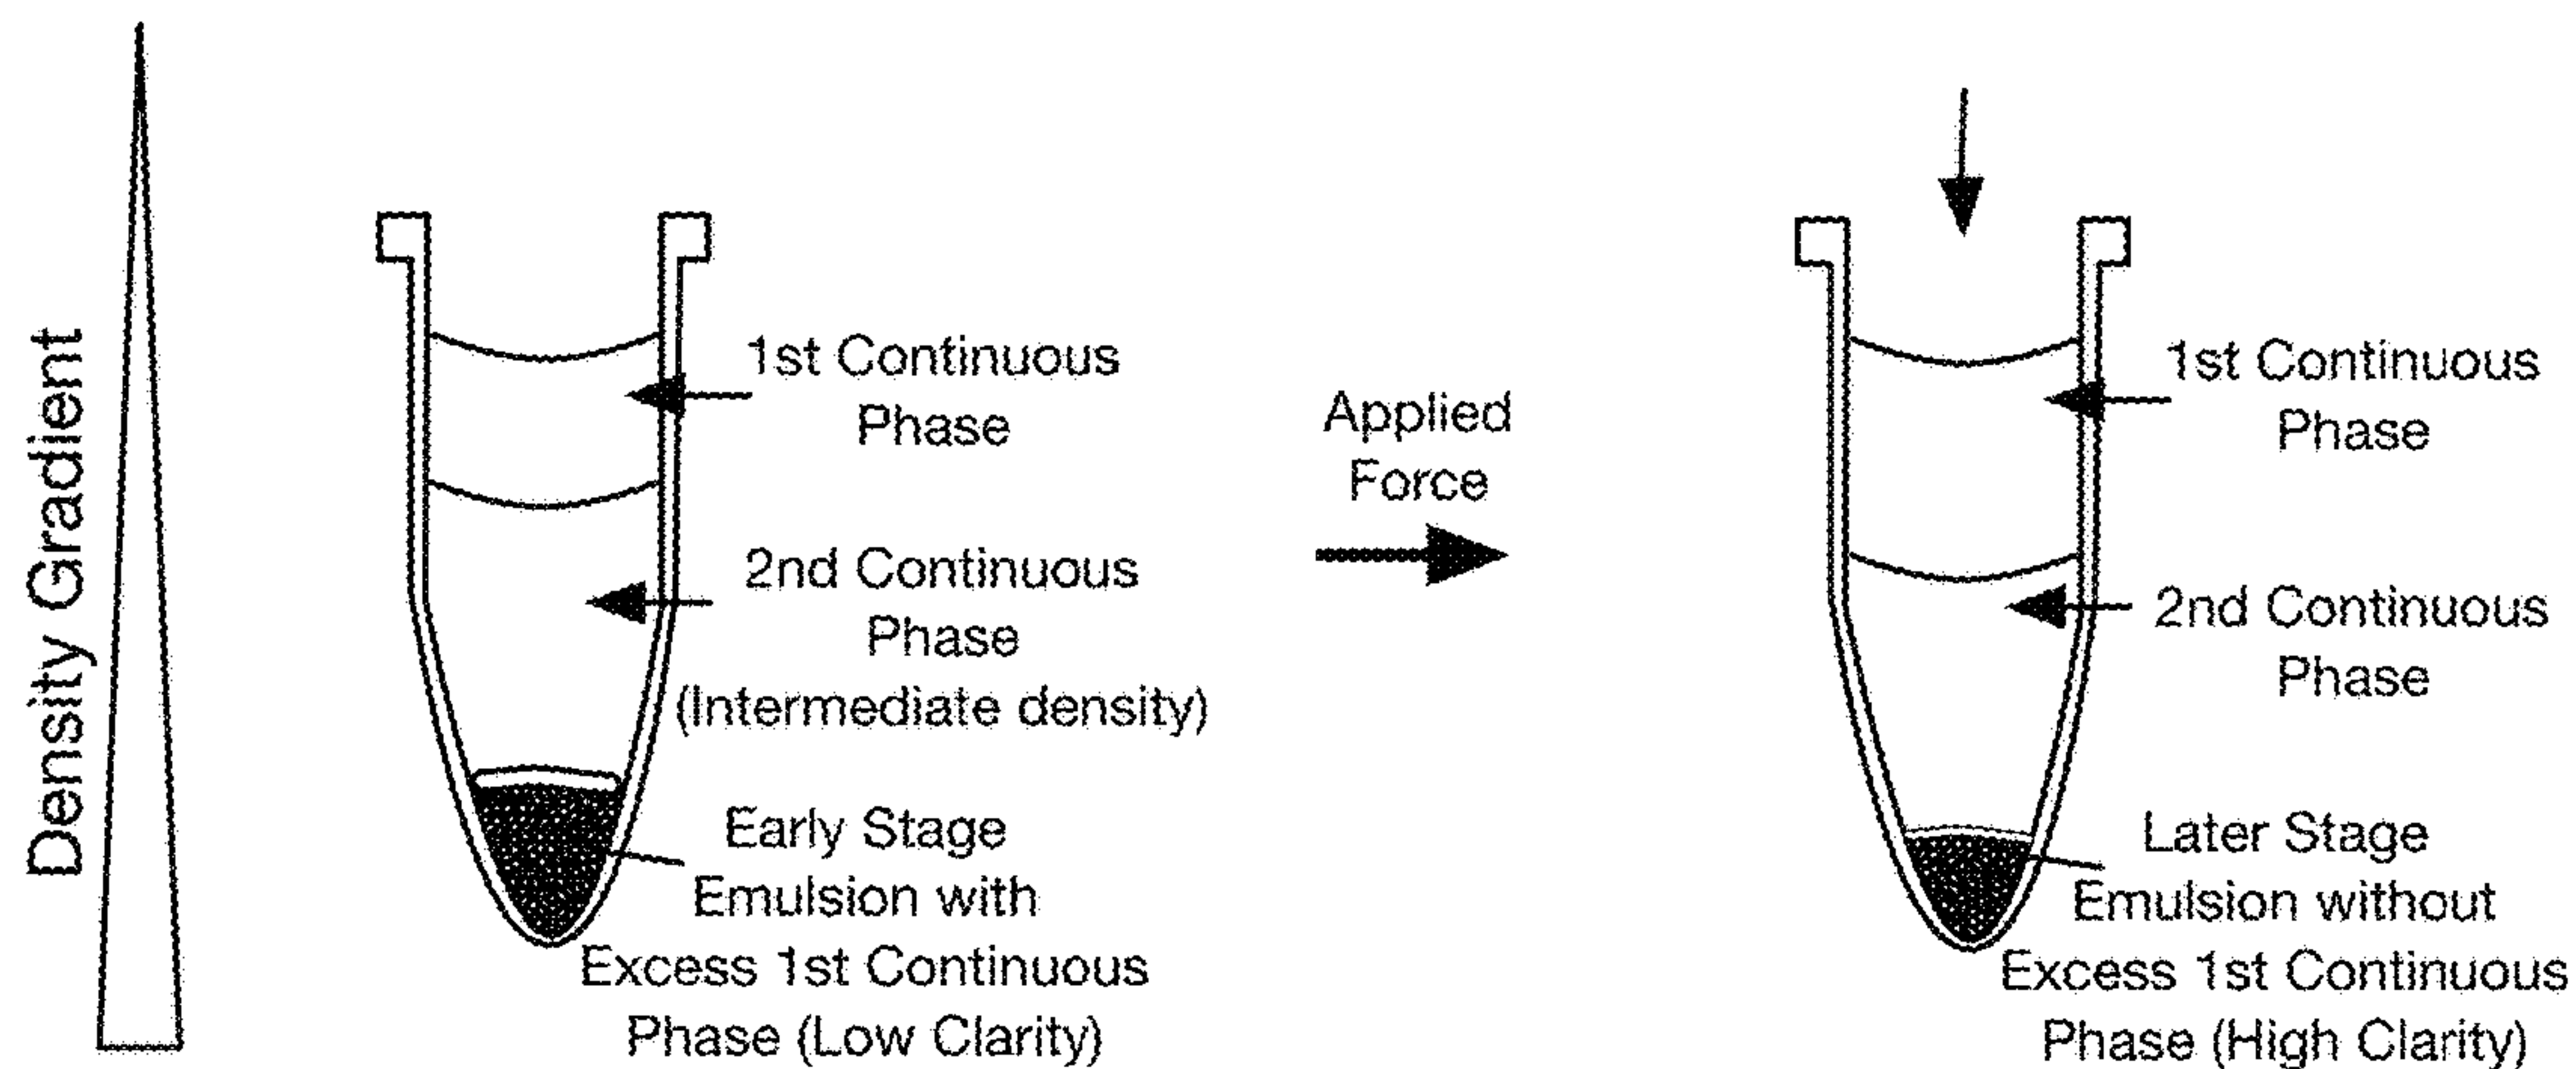 Density Gradient
1st Continuous
Phase
2nd Continuous
Phase
(Intermediate density)
Early Stage
Emulsion with
Excess 1st Continuous
Phase (Low Clarity)
Applied
Force
1st Continuous
Phase
2nd Continuous
Phase
Later Stage
Emulsion without
Excess 1st Continuous
Phase (High Clarity)